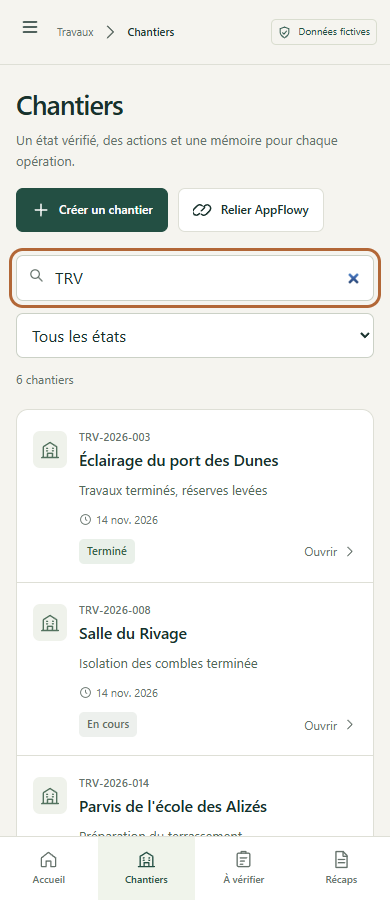 Travaux > Chantiers
Données fictives
Chantiers
Un état vérifié, des actions et une mémoire pour chaque
opération.
Créer un chantier
Relier AppFlowy
TRV
Tous les états
6 chantiers
TRV-2026-003
Éclairage du port des Dunes
Travaux terminés, réserves levées
14 nov. 2026
Terminé
Ouvrir
TRV-2026-008
Salle du Rivage
Isolation des combles terminée
14 nov. 2026
En cours
Ouvrir
TRV-2026-014
Parvis de l'école des Alizés
Préparation du terrassement
Accueil
Chantiers
À vérifier
Récaps